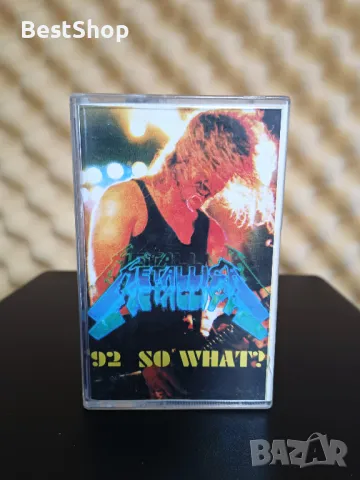 BestShop
METALLICA
'92 SO WHAT?
BAZAR